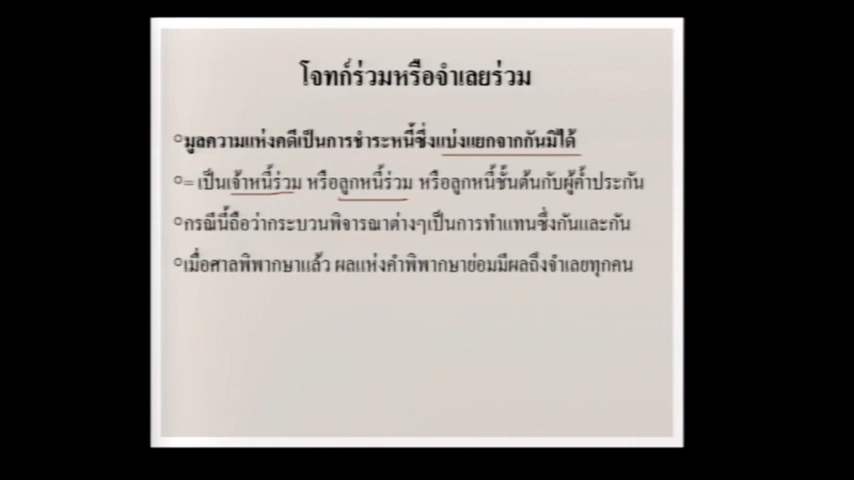 โจทก์ร่วมหรือจำเลยร่วม
มูลความแห่งคดีเป็นการชำระหนี้ซึ่งแบ่งแยกจากกันมิได้
= เป็นเจ้าหนี้ร่วม หรือลูกหนี้ร่วม หรือลูกหนี้ชั้นต้นกับผู้ค้ำประกัน
กรณีนี้ถือว่ากระบวนพิจารณาต่างๆเป็นการทำแทนซึ่งกันและกัน
เมื่อศาลพิพากษาแล้ว ผลแห่งคำพิพากษาย่อมมีผลถึงจำเลยทุกคน